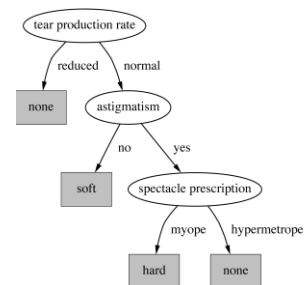 tear production rate
reduced
normal
none
astigmatism
no
yes
soft
spectacle prescription
myope
hypermetrope
hard
none